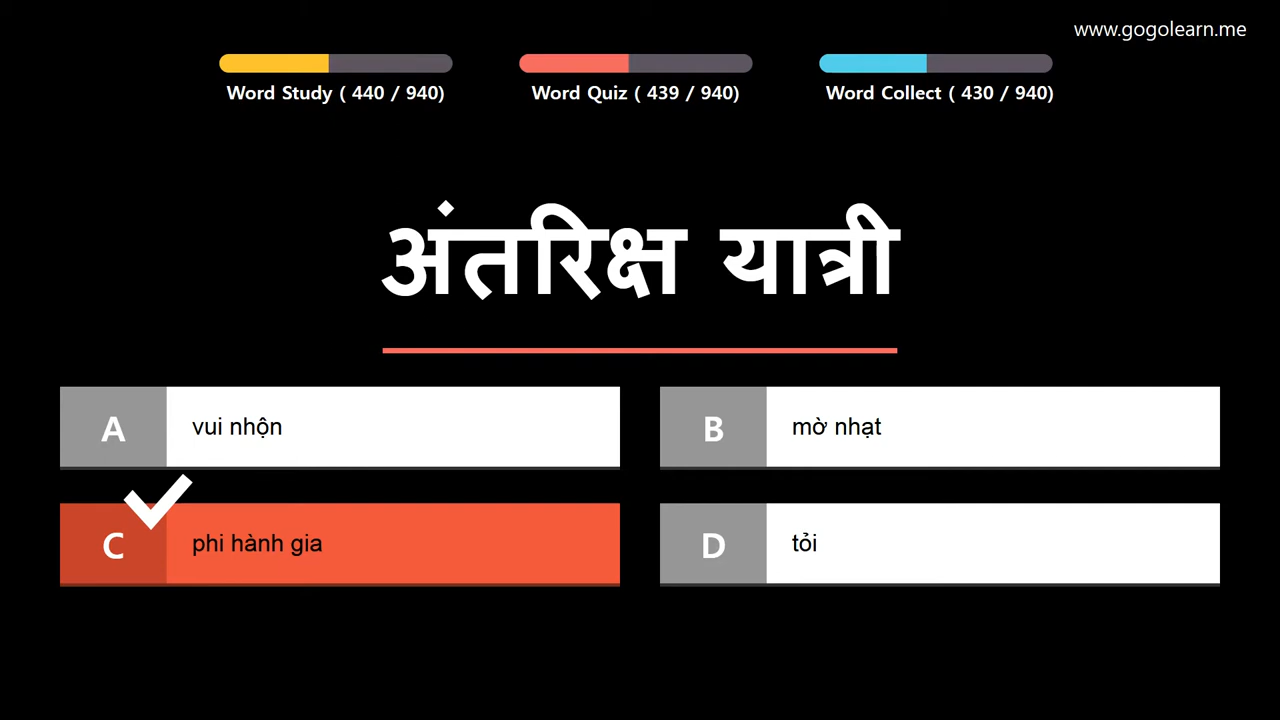 www.gogolearn.me
Word Study ( 440 / 940)
Word Quiz ( 439 / 940)
Word Collect ( 430 / 940)
अंतरिक्ष यात्री
A
vui nhộn
B
mờ nhạt
C
phi hành gia
D
tỏi